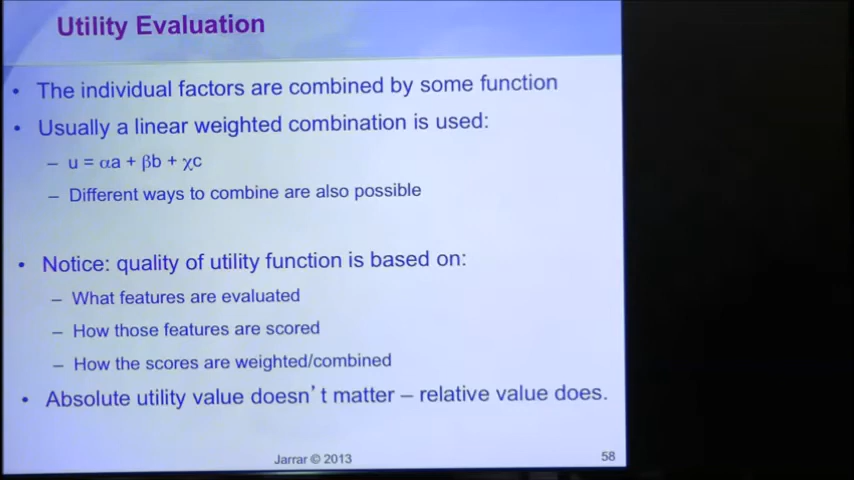 Utility Evaluation
• The individual factors are combined by some function
• Usually a linear weighted combination is used:
– u = αa + βb + χc
– Different ways to combine are also possible
• Notice: quality of utility function is based on:
– What features are evaluated
– How those features are scored
– How the scores are weighted/combined
• Absolute utility value doesn’t matter – relative value does.
Jarrar © 2013
58